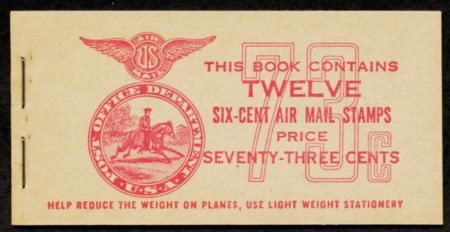 AIR
US
MAIL
POST OFFICE DEPARTMENT
U.S.A.
73c
THIS BOOK CONTAINS
TWELVE
SIX-CENT AIR MAIL STAMPS
PRICE
SEVENTY-THREE CENTS
HELP REDUCE THE WEIGHT ON PLANES, USE LIGHT WEIGHT STATIONERY